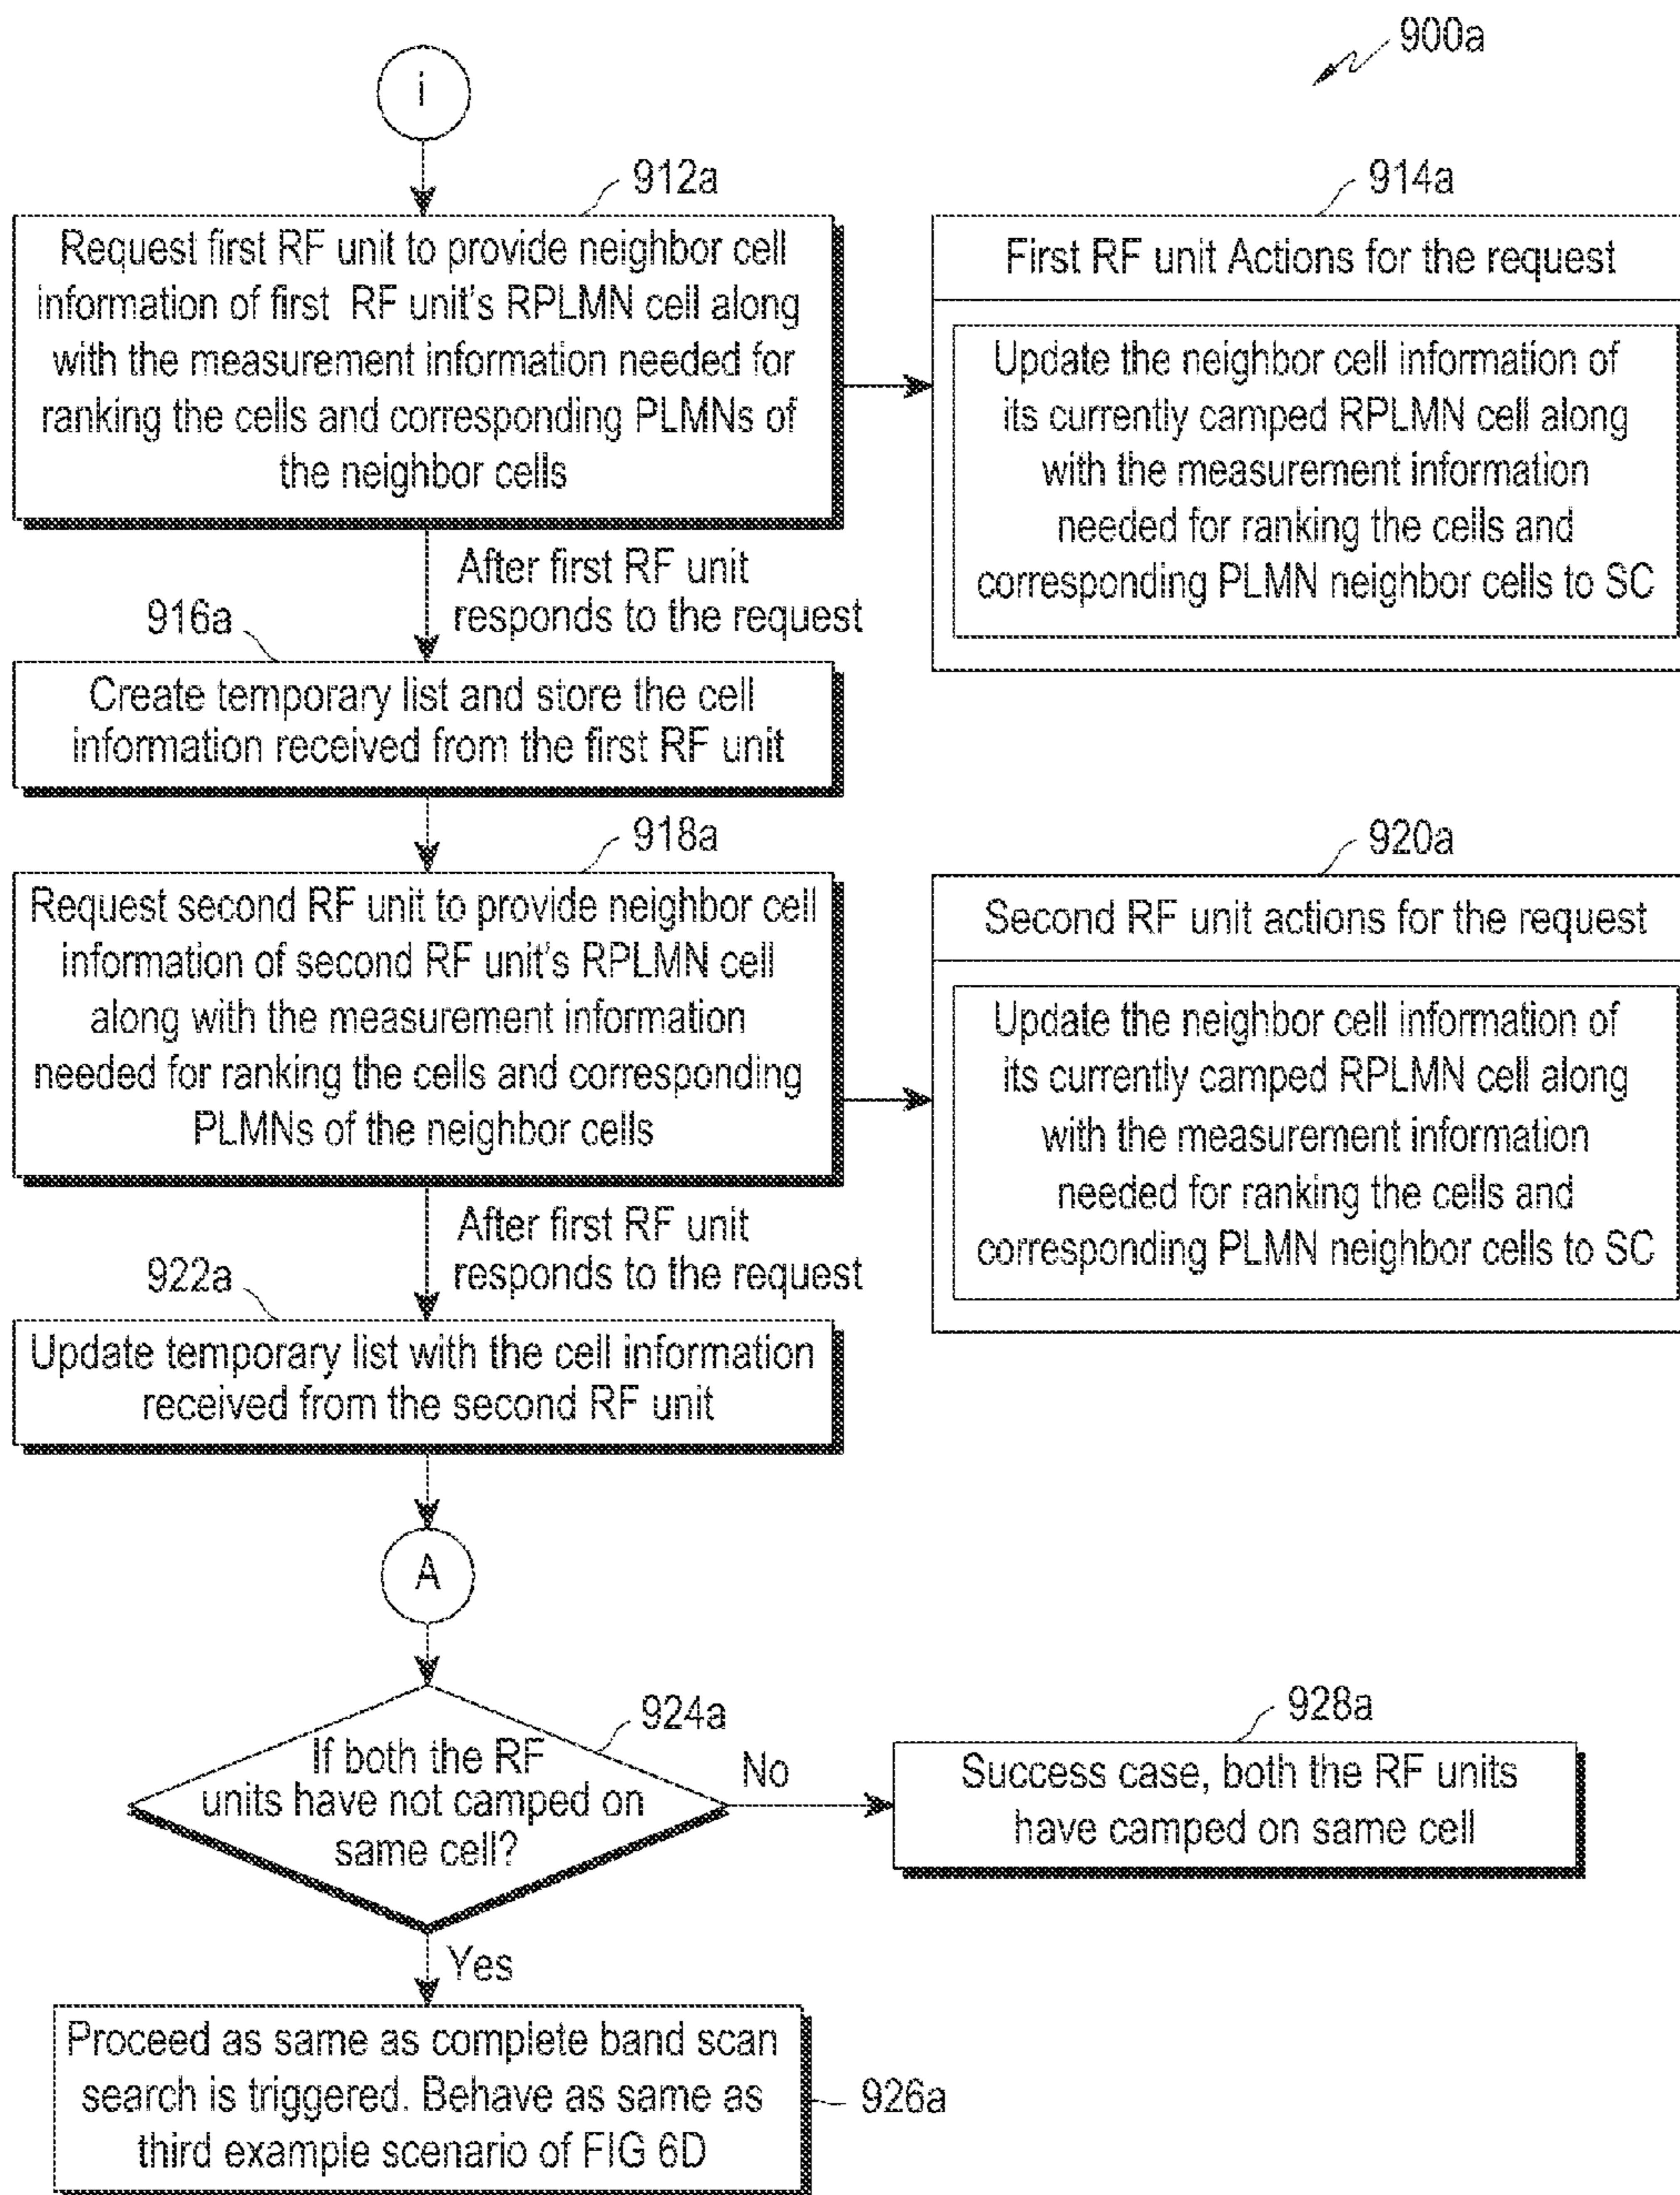 900a
i
912a
Request first RF unit to provide neighbor cell
information of first RF unit's RPLMN cell along
with the measurement information needed for
ranking the cells and corresponding PLMNs of
the neighbor cells
914a
First RF unit Actions for the request
Update the neighbor cell information of
its currently camped RPLMN cell along
with the measurement information
needed for ranking the cells and
corresponding PLMN neighbor cells to SC
After first RF unit
responds to the request
916a
Create temporary list and store the cell
information received from the first RF unit
918a
Request second RF unit to provide neighbor cell
information of second RF unit's RPLMN cell
along with the measurement information
needed for ranking the cells and corresponding
PLMNs of the neighbor cells
920a
Second RF unit actions for the request
Update the neighbor cell information of
its currently camped RPLMN cell along
with the measurement information
needed for ranking the cells and
corresponding PLMN neighbor cells to SC
After first RF unit
responds to the request
922a
Update temporary list with the cell information
received from the second RF unit
A
924a
If both the RF
units have not camped on
same cell?
No
928a
Success case, both the RF units
have camped on same cell
Yes
Proceed as same as complete band scan
search is triggered. Behave as same as
third example scenario of FIG 6D
926a